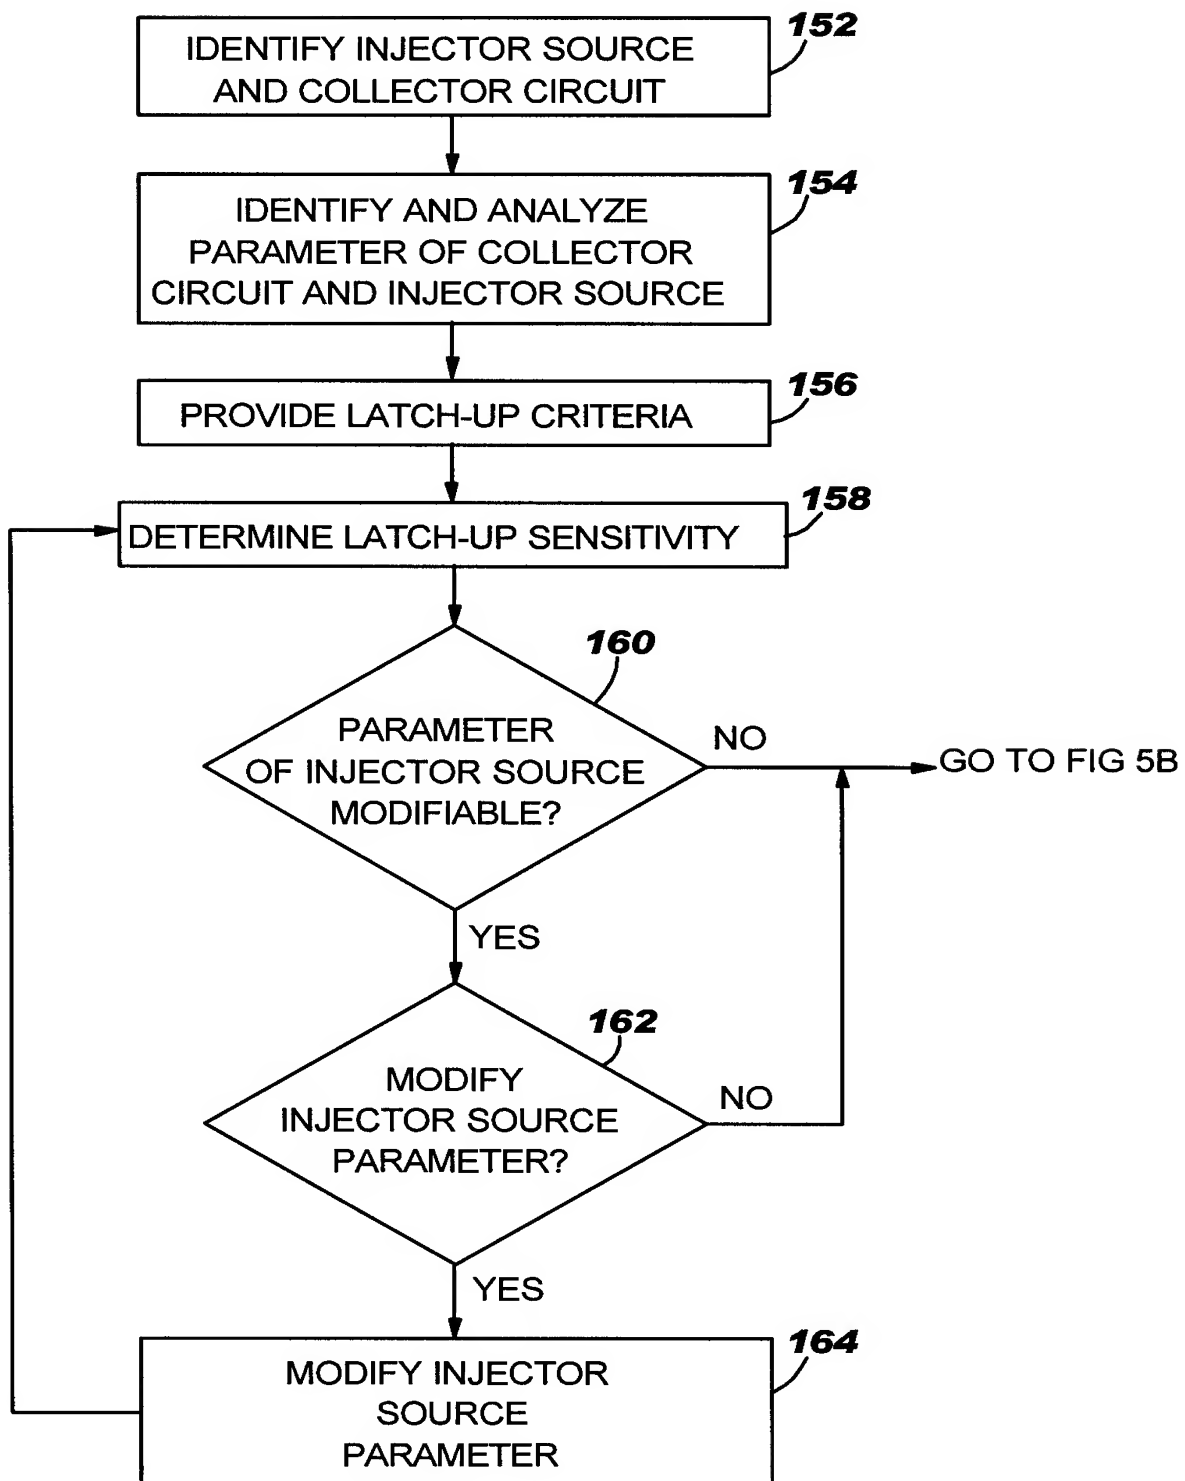 152
IDENTIFY INJECTOR SOURCE
AND COLLECTOR CIRCUIT
154
IDENTIFY AND ANALYZE
PARAMETER OF COLLECTOR
CIRCUIT AND INJECTOR SOURCE
156
PROVIDE LATCH-UP CRITERIA
158
DETERMINE LATCH-UP SENSITIVITY
160
PARAMETER
OF INJECTOR SOURCE
MODIFIABLE?
NO
GO TO FIG 5B
YES
162
MODIFY
INJECTOR SOURCE
PARAMETER?
NO
YES
164
MODIFY INJECTOR
SOURCE
PARAMETER